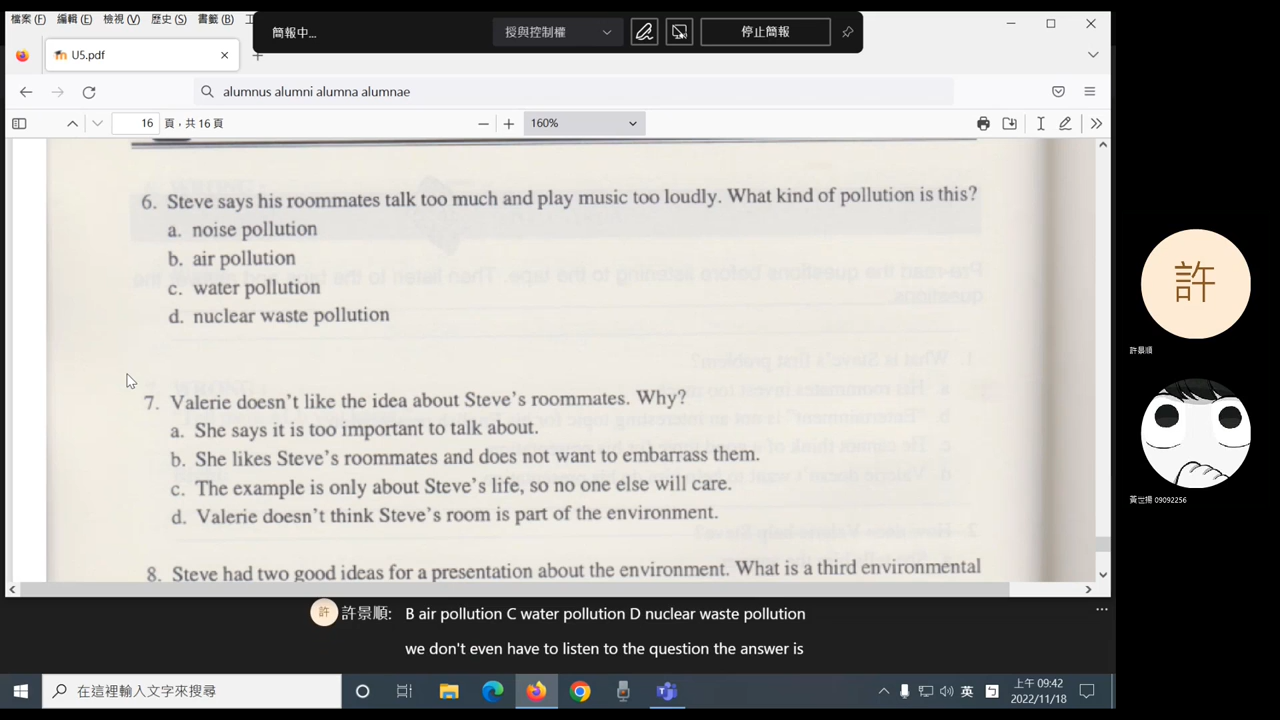 檔案 (F) 編輯 (E) 檢視 (V) 歷史 (S) 書籤 (B)
簡報中...
授與控制權
停止簡報
U5.pdf
alumnus alumni alumna alumnae
16 頁，共 16 頁
160%
6. Steve says his roommates talk too much and play music too loudly. What kind of pollution is this?
a. noise pollution
b. air pollution
c. water pollution
d. nuclear waste pollution
7. Valerie doesn't like the idea about Steve's roommates. Why?
a. She says it is too important to talk about.
b. She likes Steve's roommates and does not want to embarrass them.
c. The example is only about Steve's life, so no one else will care.
d. Valerie doesn't think Steve's room is part of the environment.
8. Steve had two good ideas for a presentation about the environment. What is a third environmental
許
許景順
黃世揚 09092256
許 許景順: B air pollution C water pollution D nuclear waste pollution
we don't even have to listen to the question the answer is
在這裡輸入文字來搜尋
英
上午 09:42
2022/11/18